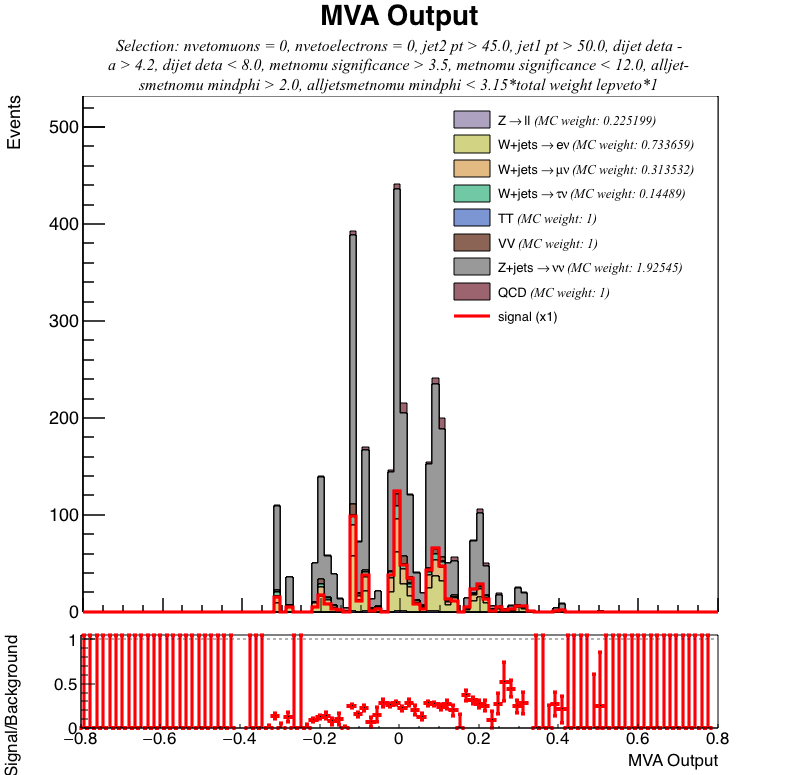 MVA Output
Selection: nvetomuons = 0, nvetoelectrons = 0, jet2 pt > 45.0, jet1 pt > 50.0, dijet deta -
a > 4.2, dijet deta < 8.0, metnomu significance > 3.5, metnomu significance < 12.0, alljet-
smetnomu mindphi > 2.0, alljetsmetnomu mindphi < 3.15*total weight lepveto*1
Events
500
400
300
200
100
0
Z→ll (MC weight: 0.225199)
W+jets→eν (MC weight: 0.733659)
W+jets→μν (MC weight: 0.313532)
W+jets→τν (MC weight: 0.14489)
TT (MC weight: 1)
VV (MC weight: 1)
Z+jets→νν (MC weight: 1.92545)
QCD (MC weight: 1)
signal (x1)
Signal/Background
1
0.5
0
−0.8 −0.6 −0.4 −0.2 0 0.2 0.4 0.6 0.8
MVA Output